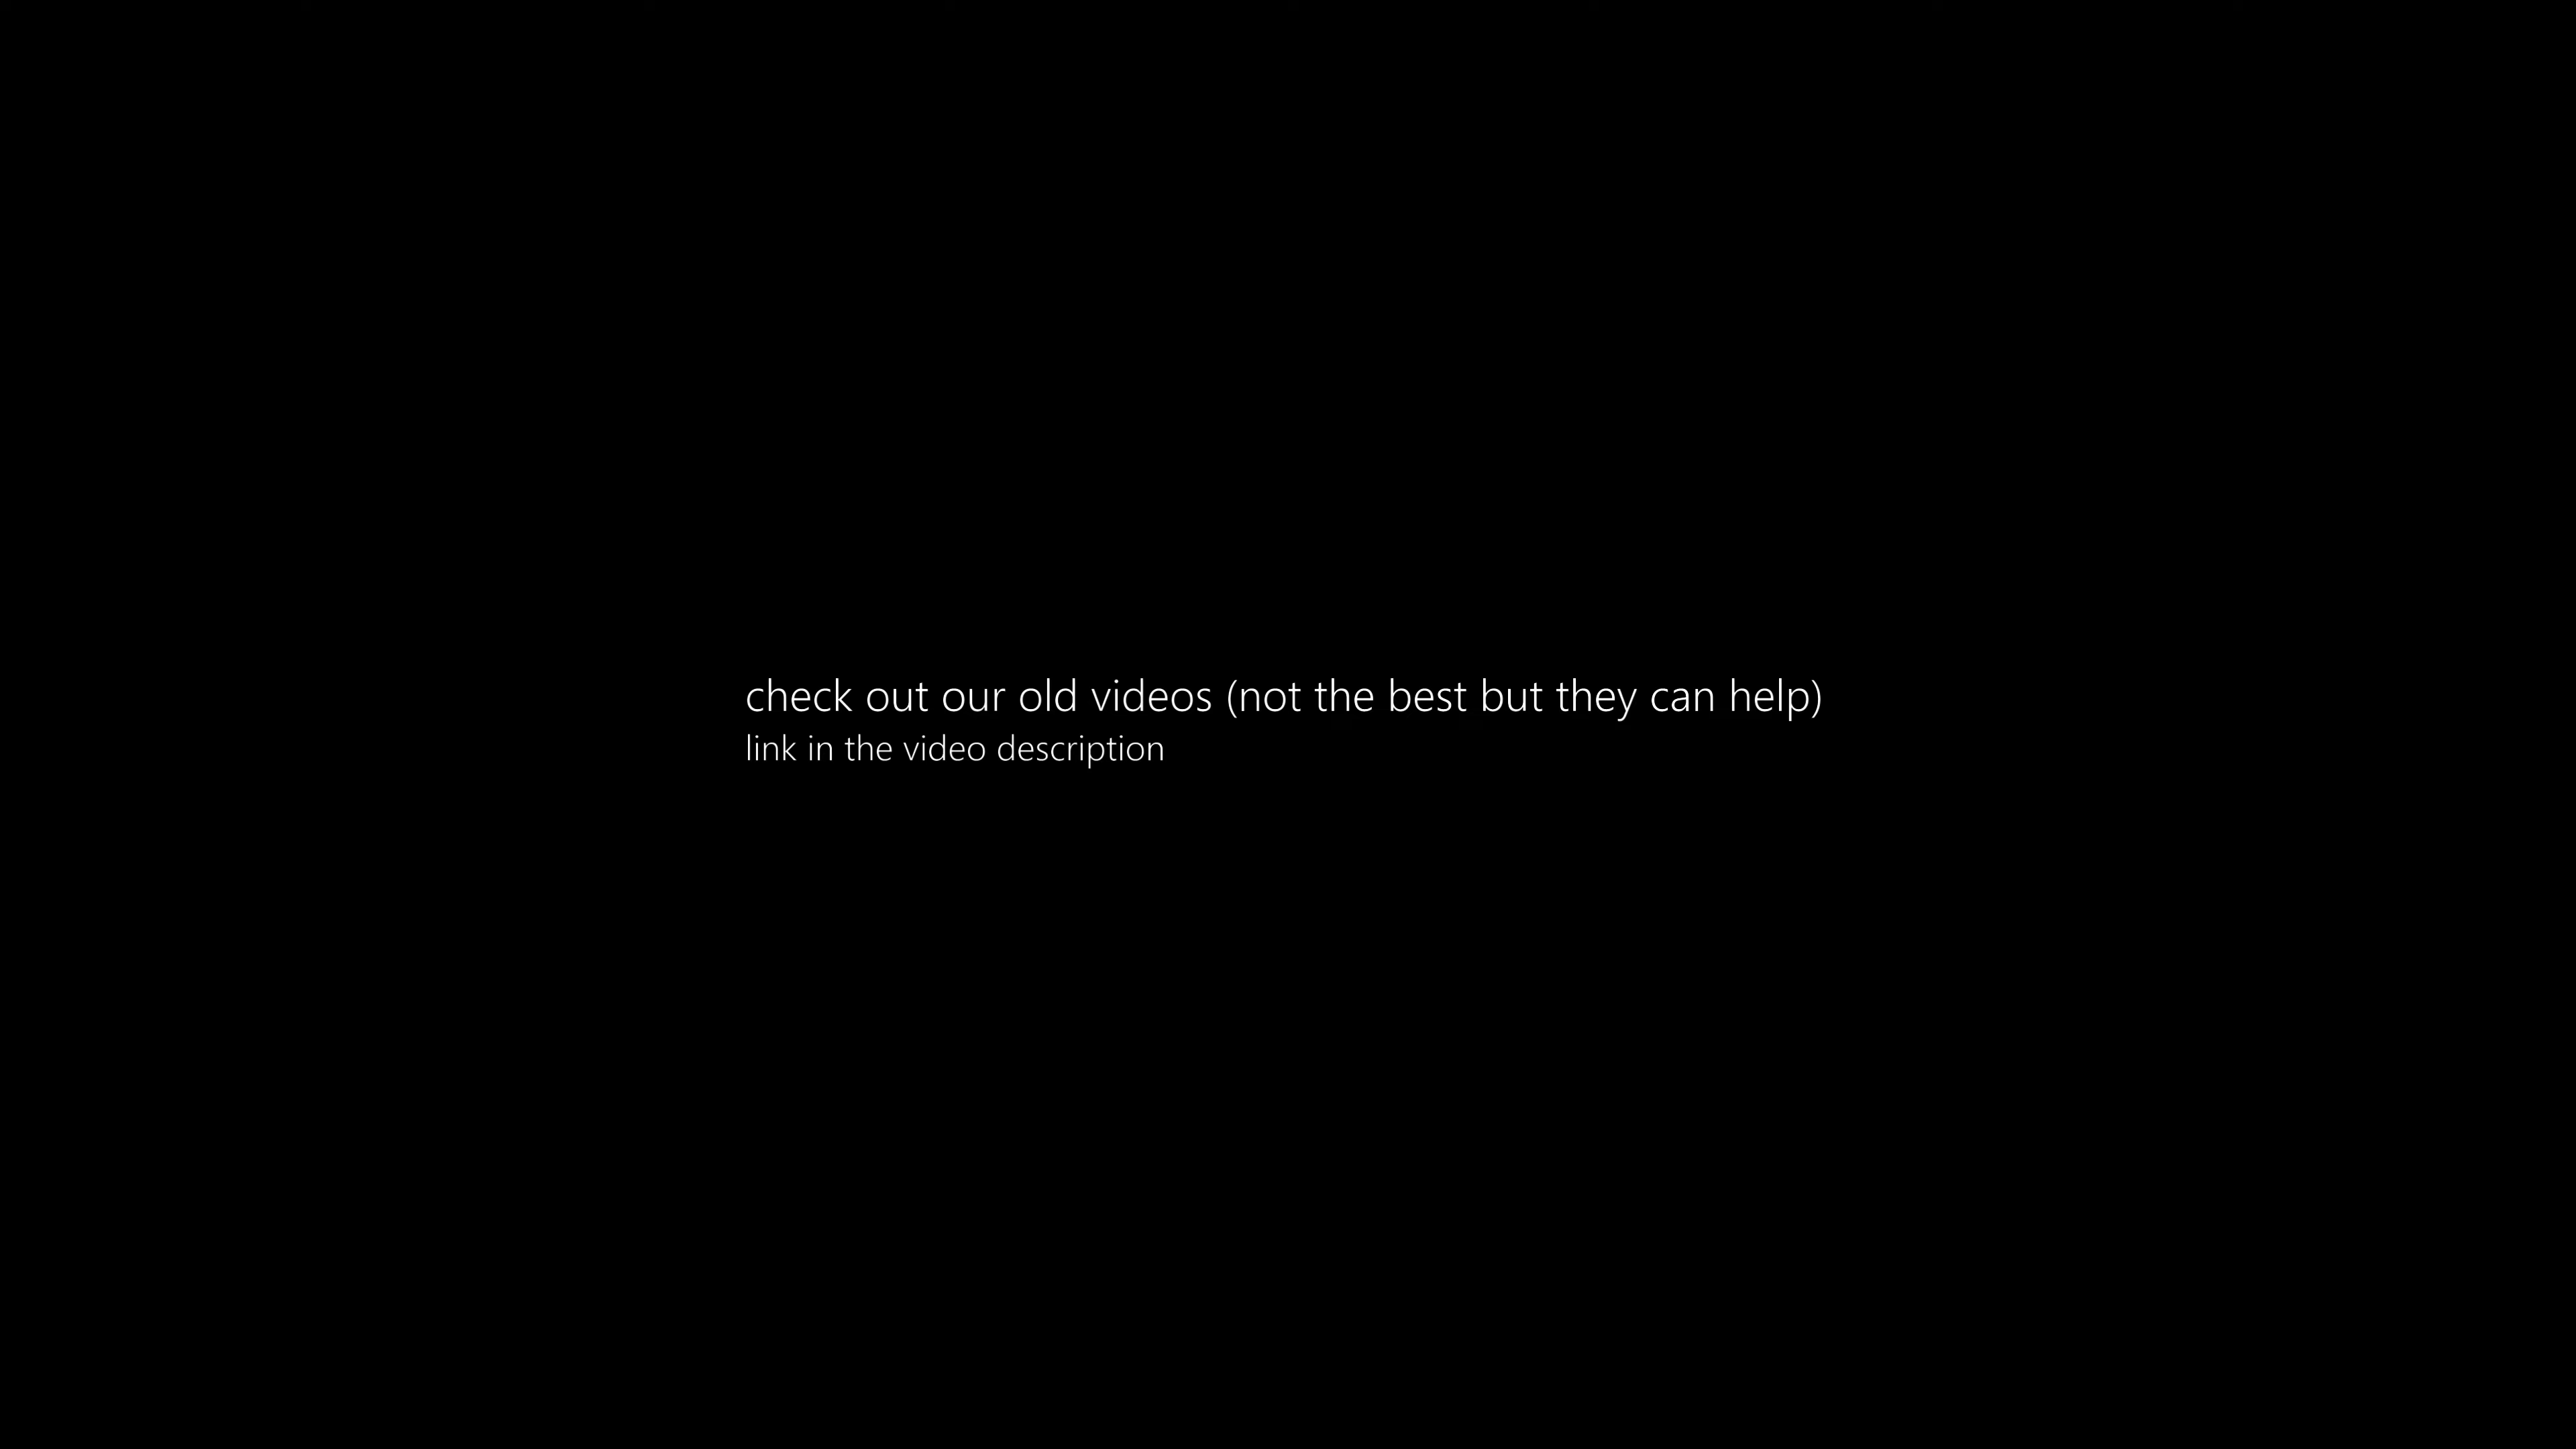 check out our old videos (not the best but they can help)
link in the video description